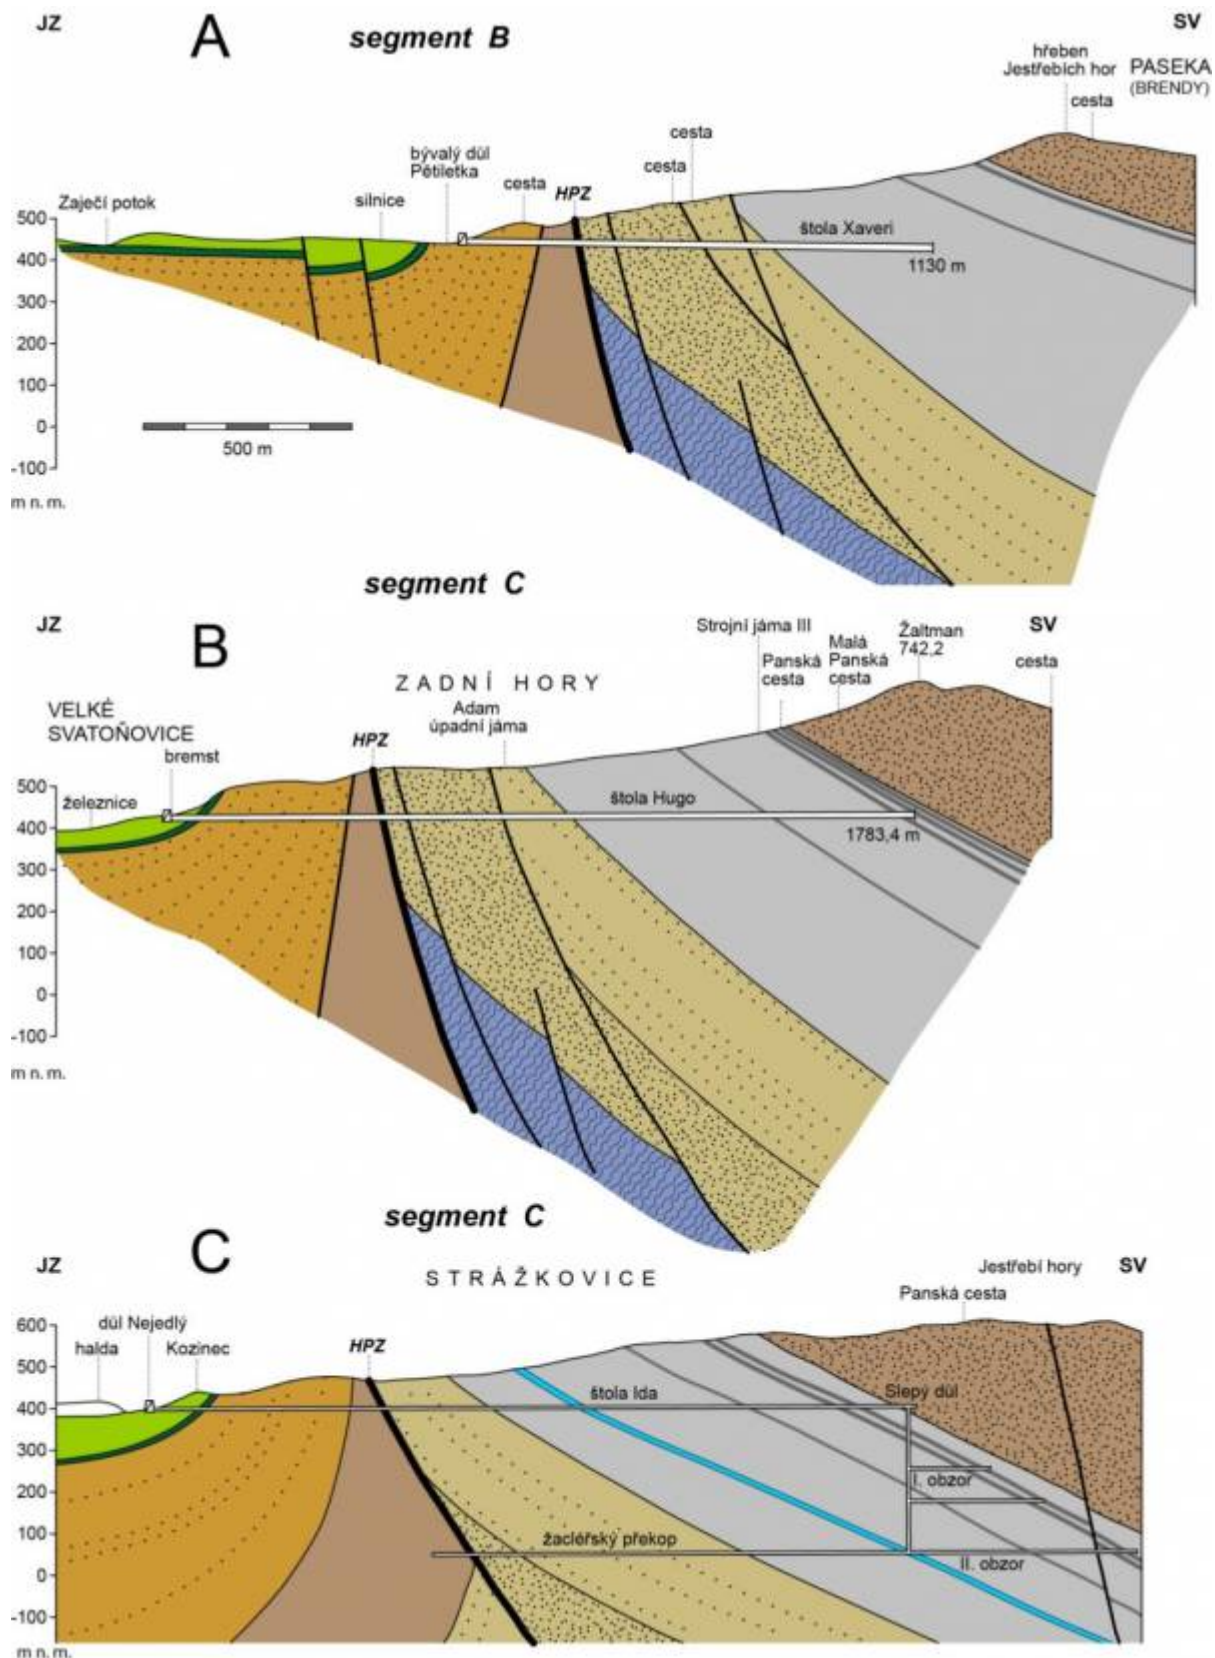 JZ
A
segment B
SV
hřeben
Jestřebích hor
PASEKA
(BRENDY)
cesta
cesta
bývalý důl
Pětiletka
cesta
cesta
HPZ
Zaječí potok
silnice
štola Xaveri
1130 m
500
400
300
200
100
0
-100
m n. m.
500 m
segment C
JZ
B
SV
Strojní jáma III
Žaltman
742,2
Malá
Panská
cesta
Panská
cesta
cesta
ZADNÍ HORY
Adam
úpadní jáma
VELKÉ
SVATOŇOVICE
HPZ
bremst
železnice
štola Hugo
1783,4 m
500
400
300
200
100
0
-100
m n. m.
segment C
C
JZ
STRÁŽKOVICE
Jestřebí hory
SV
Panská cesta
důl Nejedlý
halda
Kozinec
HPZ
štola Ida
Slepý důl
I. obzor
žacléřský překop
II. obzor
600
500
400
300
200
100
0
-100
m n. m.